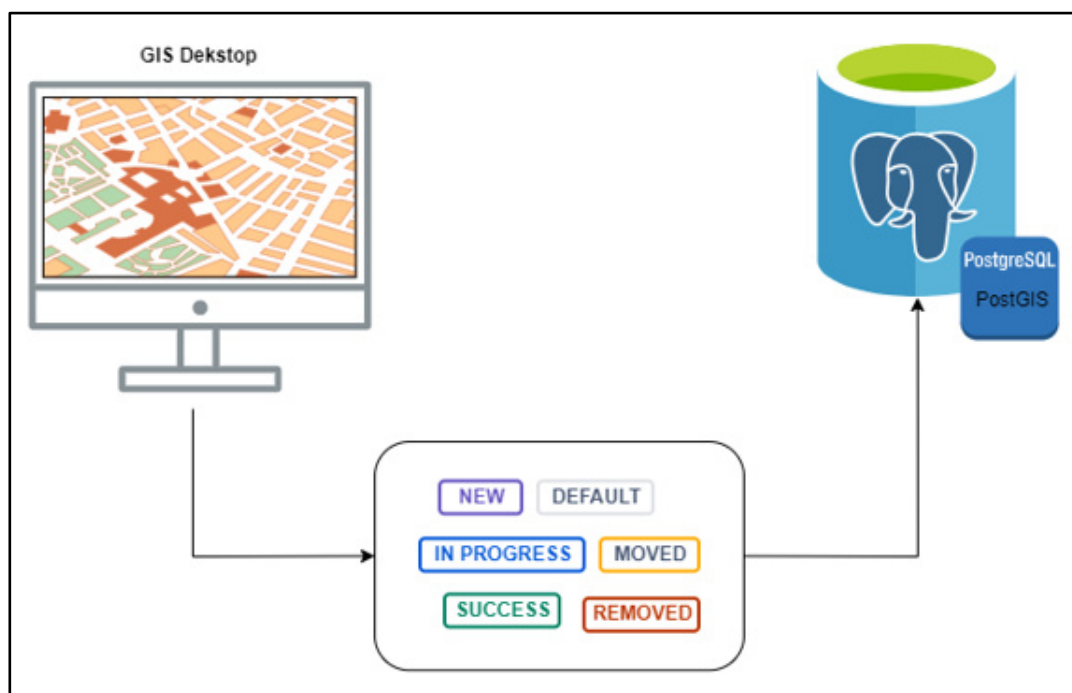 GIS Dekstop
PostgreSQL
PostGIS
NEW
DEFAULT
IN PROGRESS
MOVED
SUCCESS
REMOVED